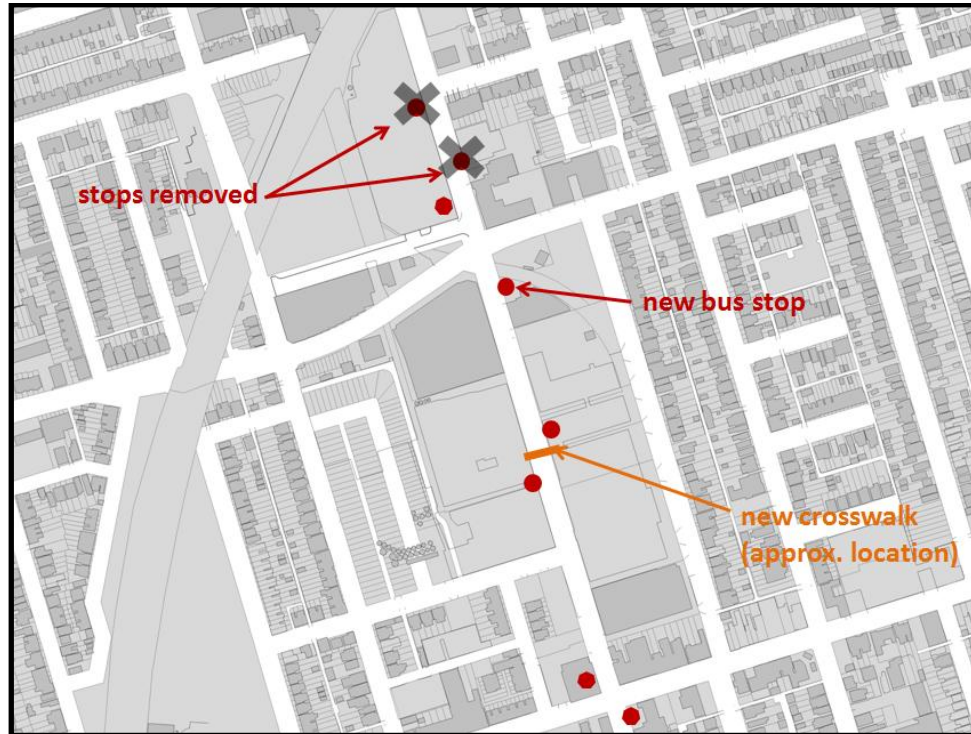 stops removed
new bus stop
new crosswalk
(approx. location)